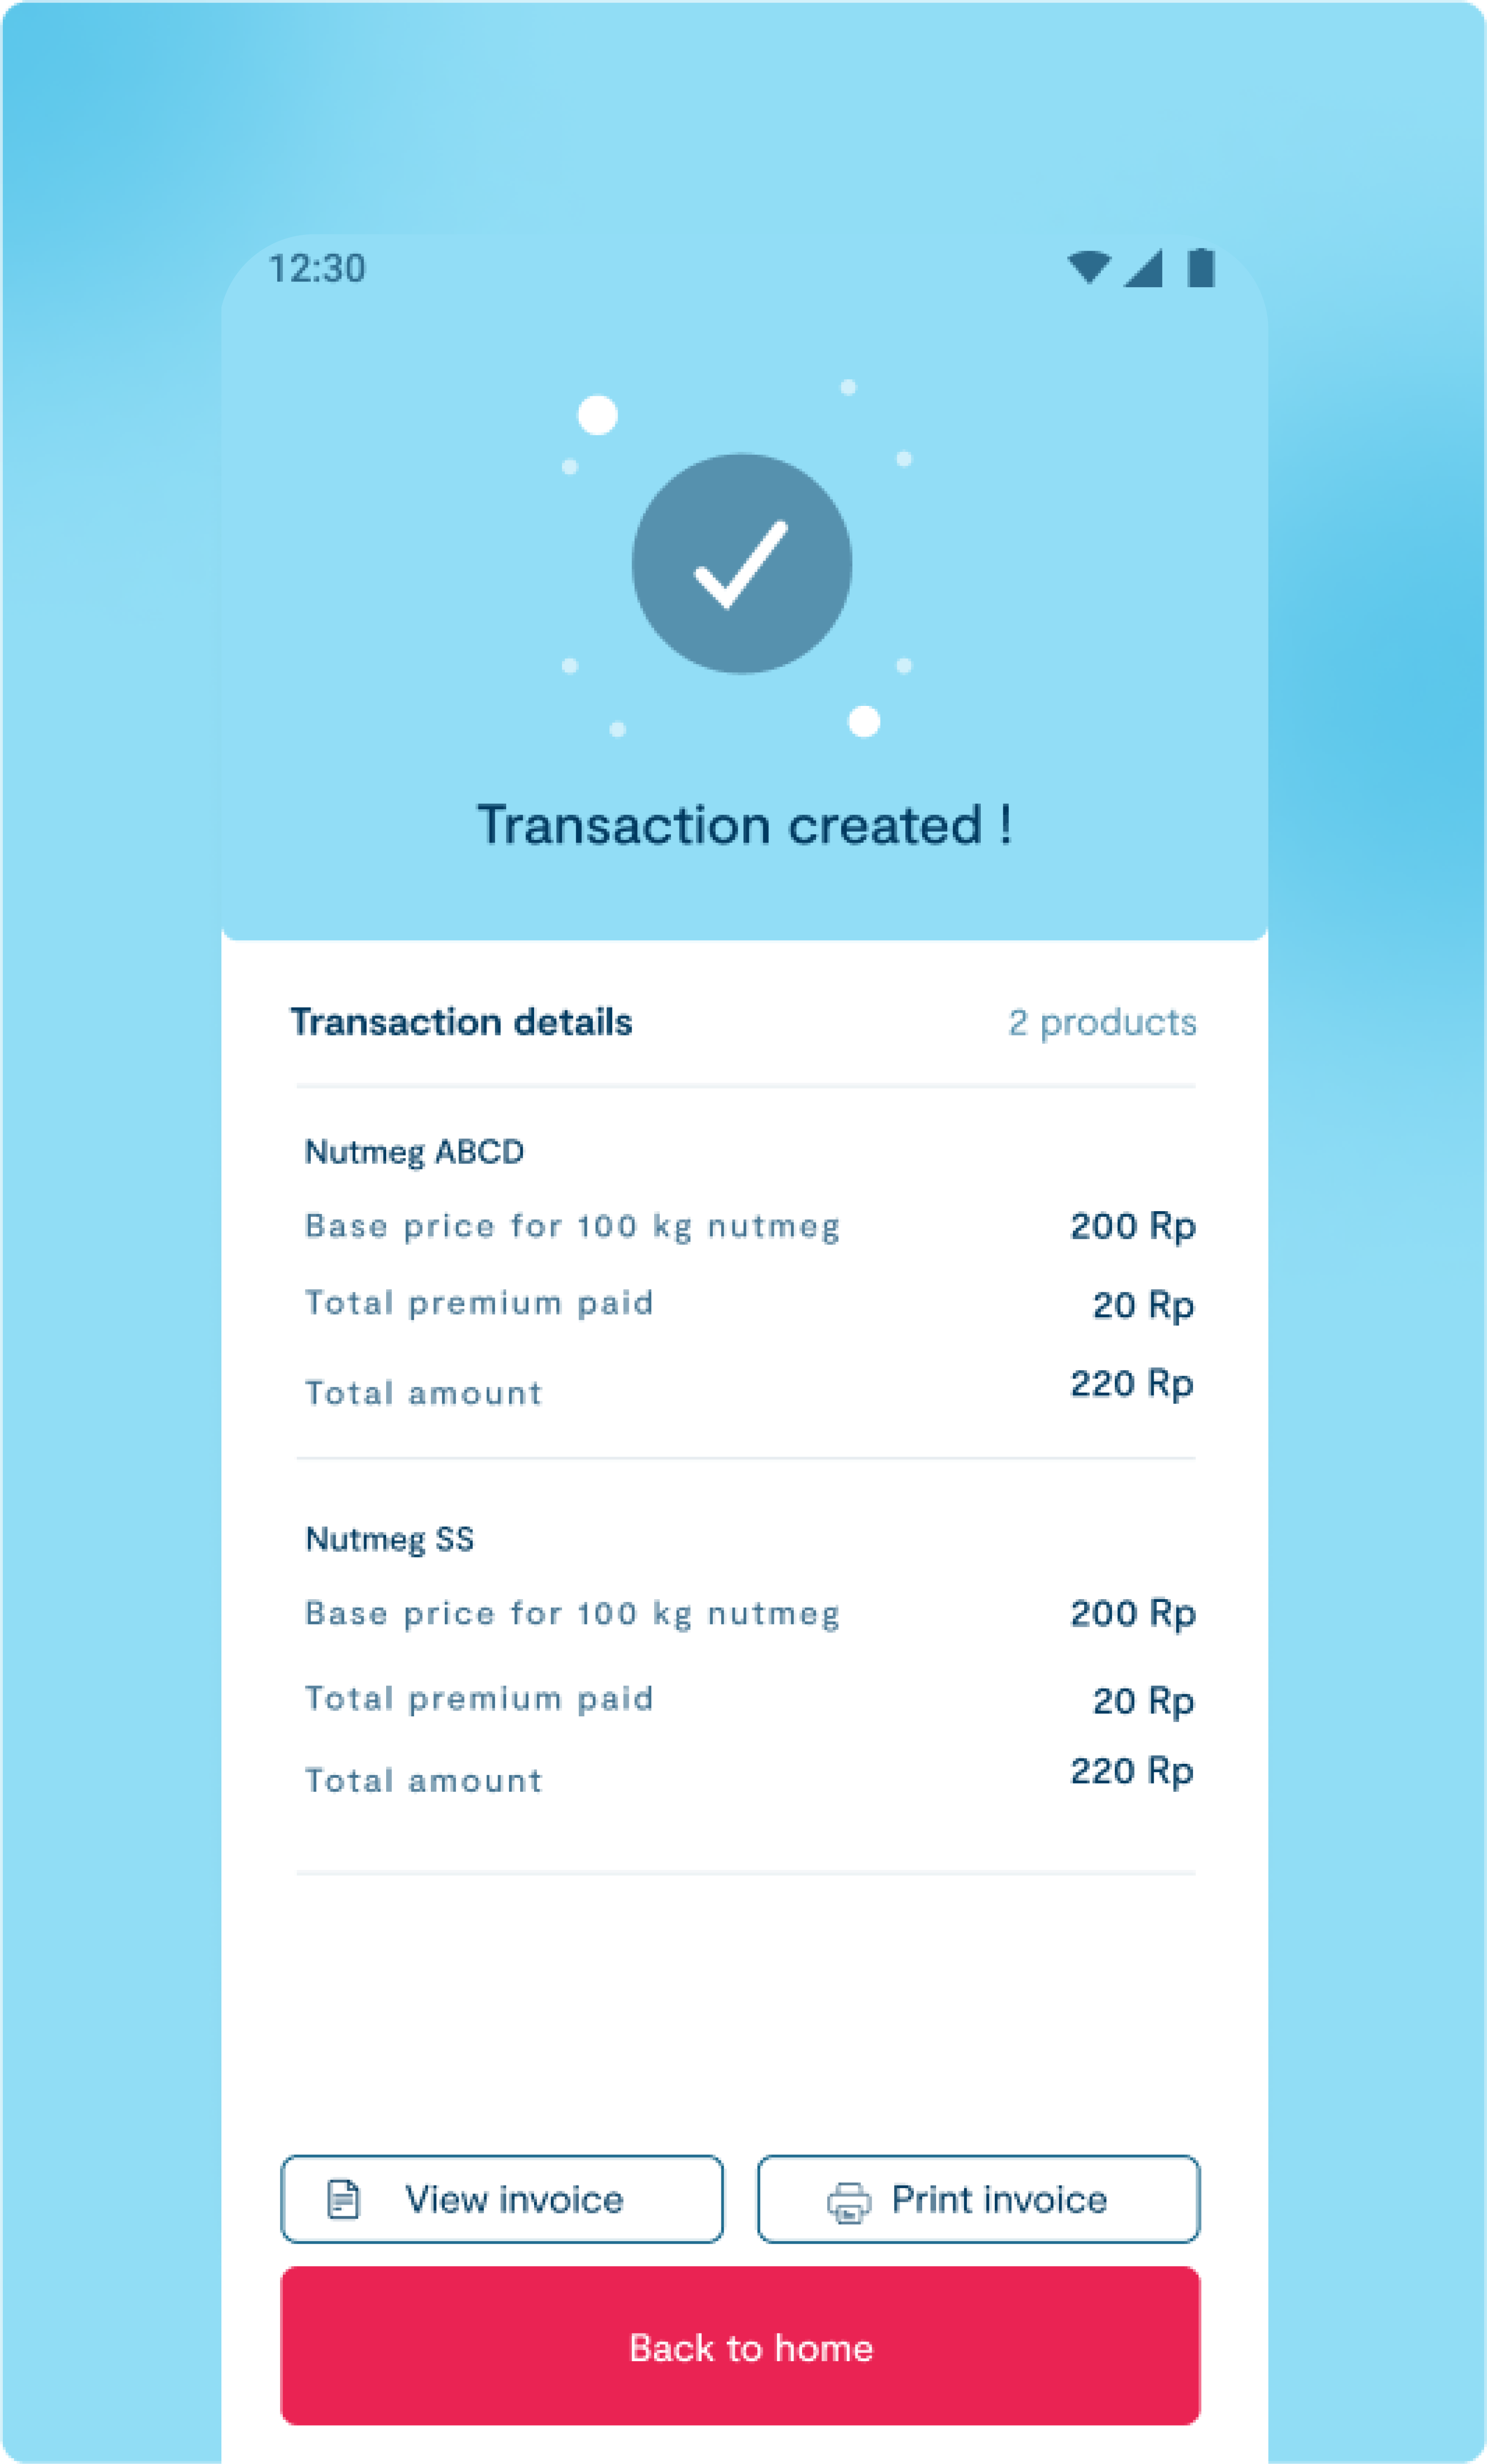 12:30
Transaction created !
Transaction details 2 products
Nutmeg ABCD
Base price for 100 kg nutmeg 200 Rp
Total premium paid 20 Rp
Total amount 220 Rp
Nutmeg SS
Base price for 100 kg nutmeg 200 Rp
Total premium paid 20 Rp
Total amount 220 Rp
View invoice Print invoice
Back to home